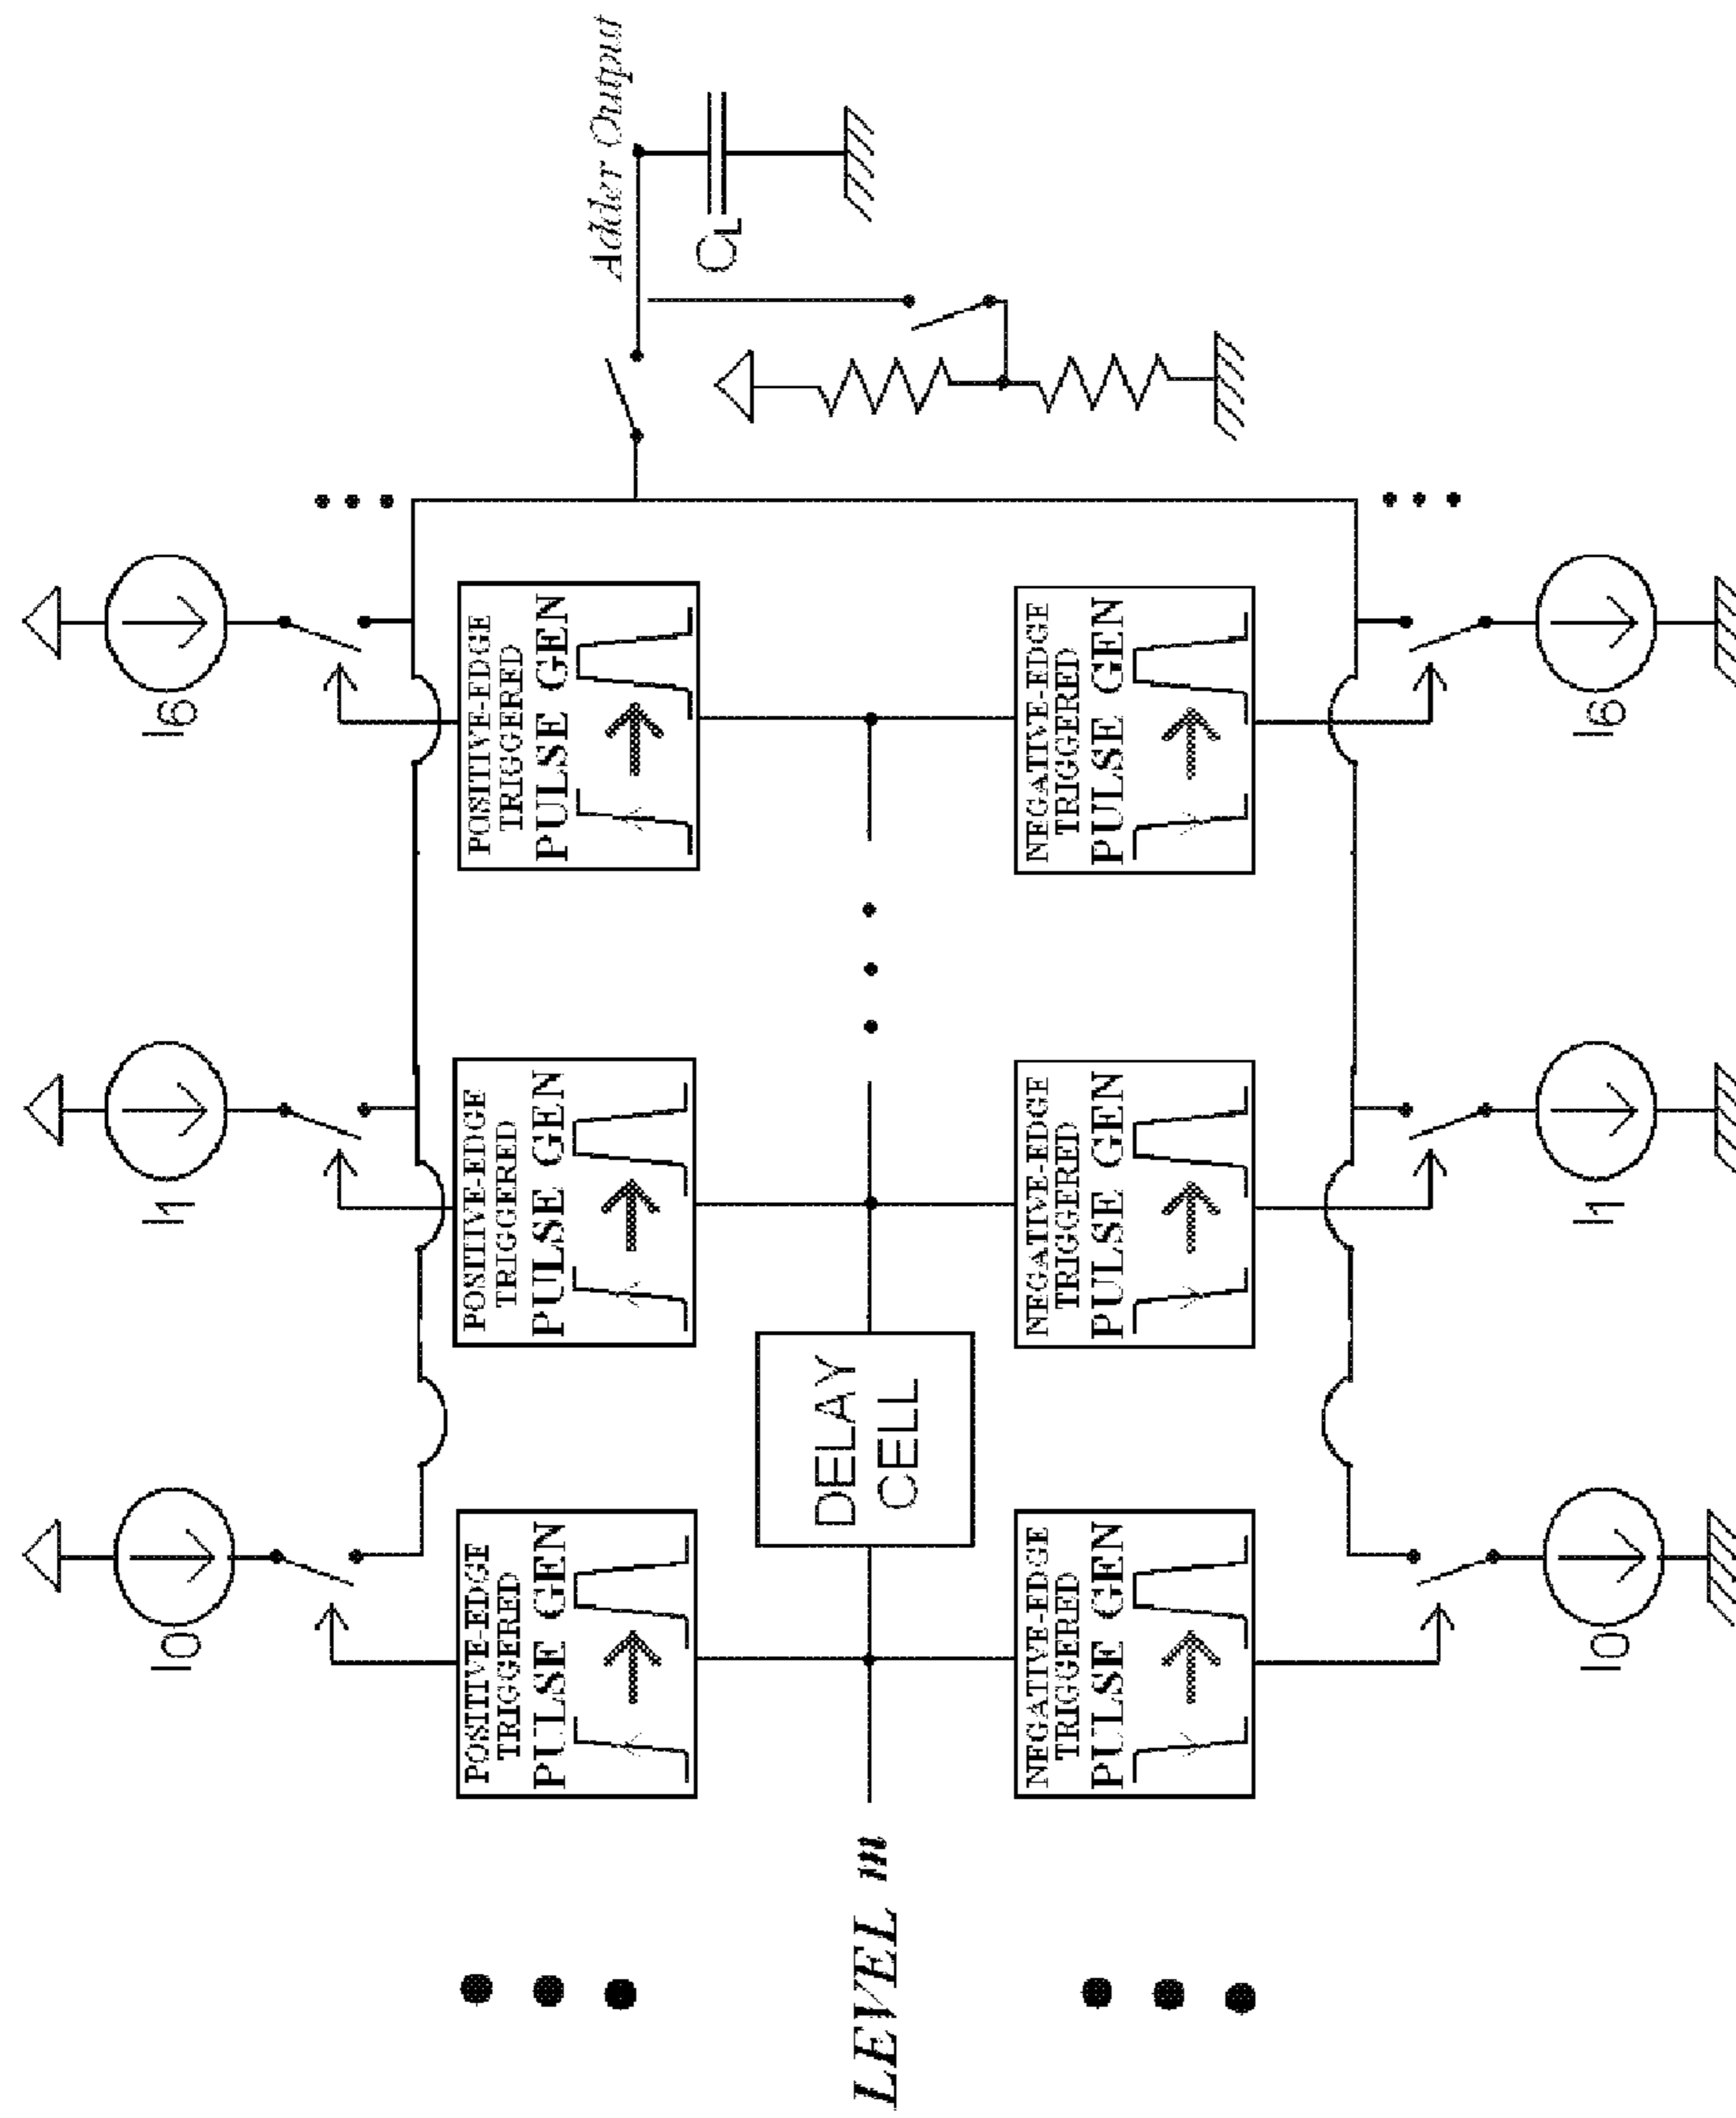 I0
I1
I6
Adder Output
CL
POSITIVE-EDGE
TRIGGERED
PULSE GEN
POSITIVE-EDGE
TRIGGERED
PULSE GEN
POSITIVE-EDGE
TRIGGERED
PULSE GEN
LEVEL m
DELAY
CELL
NEGATIVE-EDGE
TRIGGERED
PULSE GEN
NEGATIVE-EDGE
TRIGGERED
PULSE GEN
NEGATIVE-EDGE
TRIGGERED
PULSE GEN
I0
I1
I6